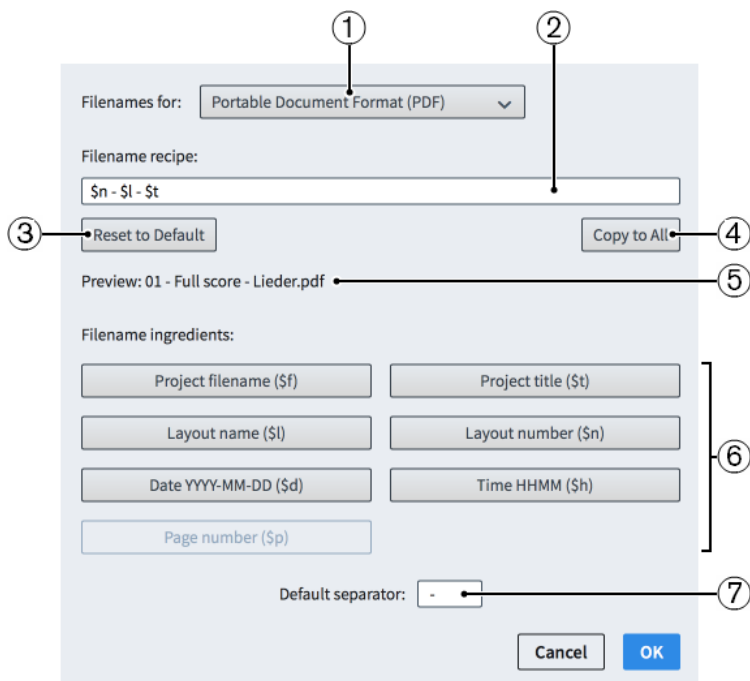 ① ②
Filenames for: Portable Document Format (PDF)
Filename recipe:
$n - $l - $t
③ Reset to Default Copy to All ④
Preview: 01 - Full score - Lieder.pdf ⑤
Filename ingredients:
Project filename ($f) Project title ($t)
Layout name ($l) Layout number ($n)
⑥
Date YYYY-MM-DD ($d) Time HHMM ($h)
Page number ($p)
Default separator: - ⑦
Cancel OK